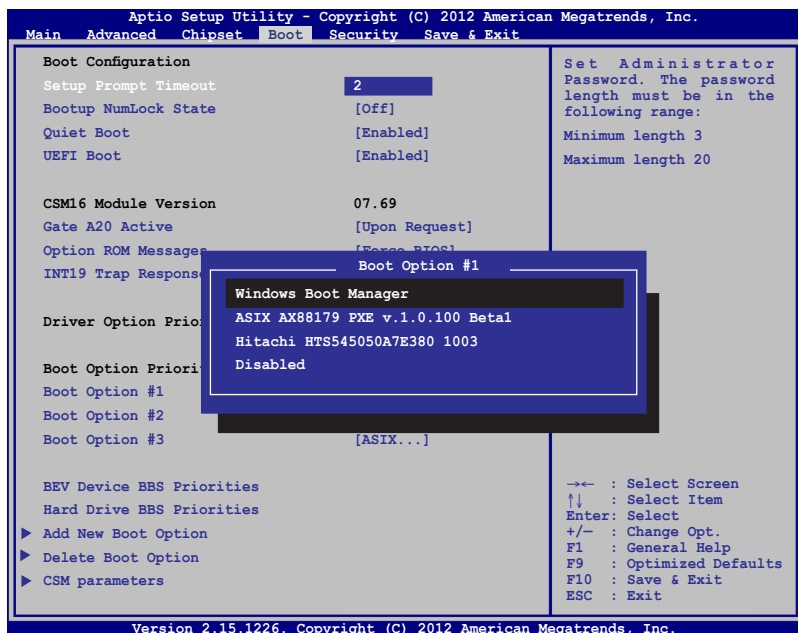 Aptio Setup Utility - Copyright (C) 2012 American Megatrends, Inc.
Main Advanced Chipset Boot Security Save & Exit
Boot Configuration
Setup Prompt Timeout 2
Bootup NumLock State [Off]
Quiet Boot [Enabled]
UEFI Boot [Enabled]
CSM16 Module Version 07.69
Gate A20 Active [Upon Request]
Option ROM Messages [Force BIOS]
INT19 Trap Respons
Driver Option Prio
Boot Option Priori
Boot Option #1
Boot Option #2
Boot Option #3 [ASIX...]
BEV Device BBS Priorities
Hard Drive BBS Priorities
Add New Boot Option
Delete Boot Option
CSM parameters
Boot Option #1
Windows Boot Manager
ASIX AX88179 PXE v.1.0.100 Beta1
Hitachi HTS545050A7E380 1003
Disabled
Set Administrator
Password. The password
length must be in the
following range:
Minimum length 3
Maximum length 20
→← : Select Screen
↑↓ : Select Item
Enter: Select
+/— : Change Opt.
F1 : General Help
F9 : Optimized Defaults
F10 : Save & Exit
ESC : Exit
Version 2.15.1226. Copyright (C) 2012 American Megatrends, Inc.